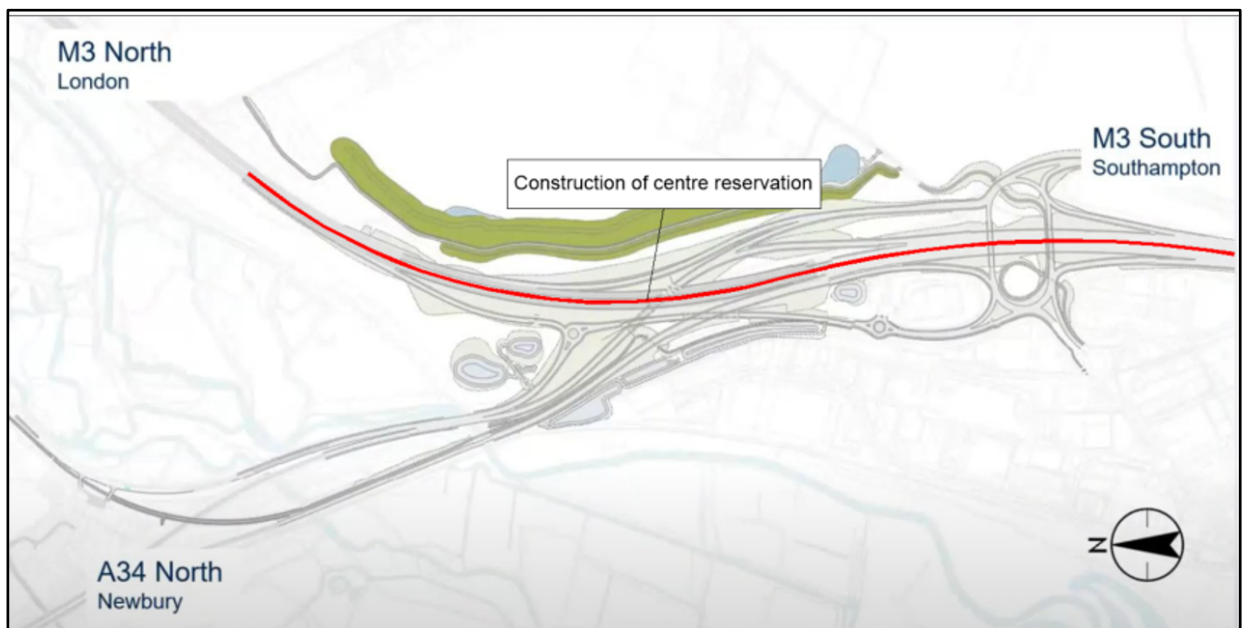 M3 North
London
M3 South
Southampton
Construction of centre reservation
A34 North
Newbury
N